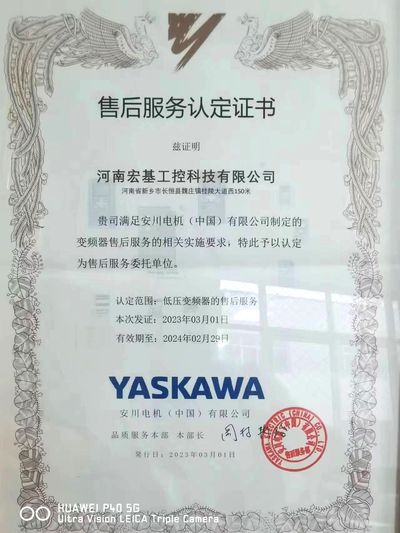 售后服务认定证书
兹证明
河南宏基工控科技有限公司
河南省新乡市长恒县魏庄镇桂陵大道西150米
贵司满足安川电机（中国）有限公司制定的
变频器售后服务的相关实施要求，特此予以认定
为售后服务委托单位。
认定范围：低压变频器的售后服务
本次发证：2023年03月01日
有效期至：2024年02月29日
YASKAWA
安川电机（中国）有限公司
品质服务本部 本部长
发行日：2023年03月01日
HUAWEI P40 5G
Ultra Vision LEICA Triple Camera